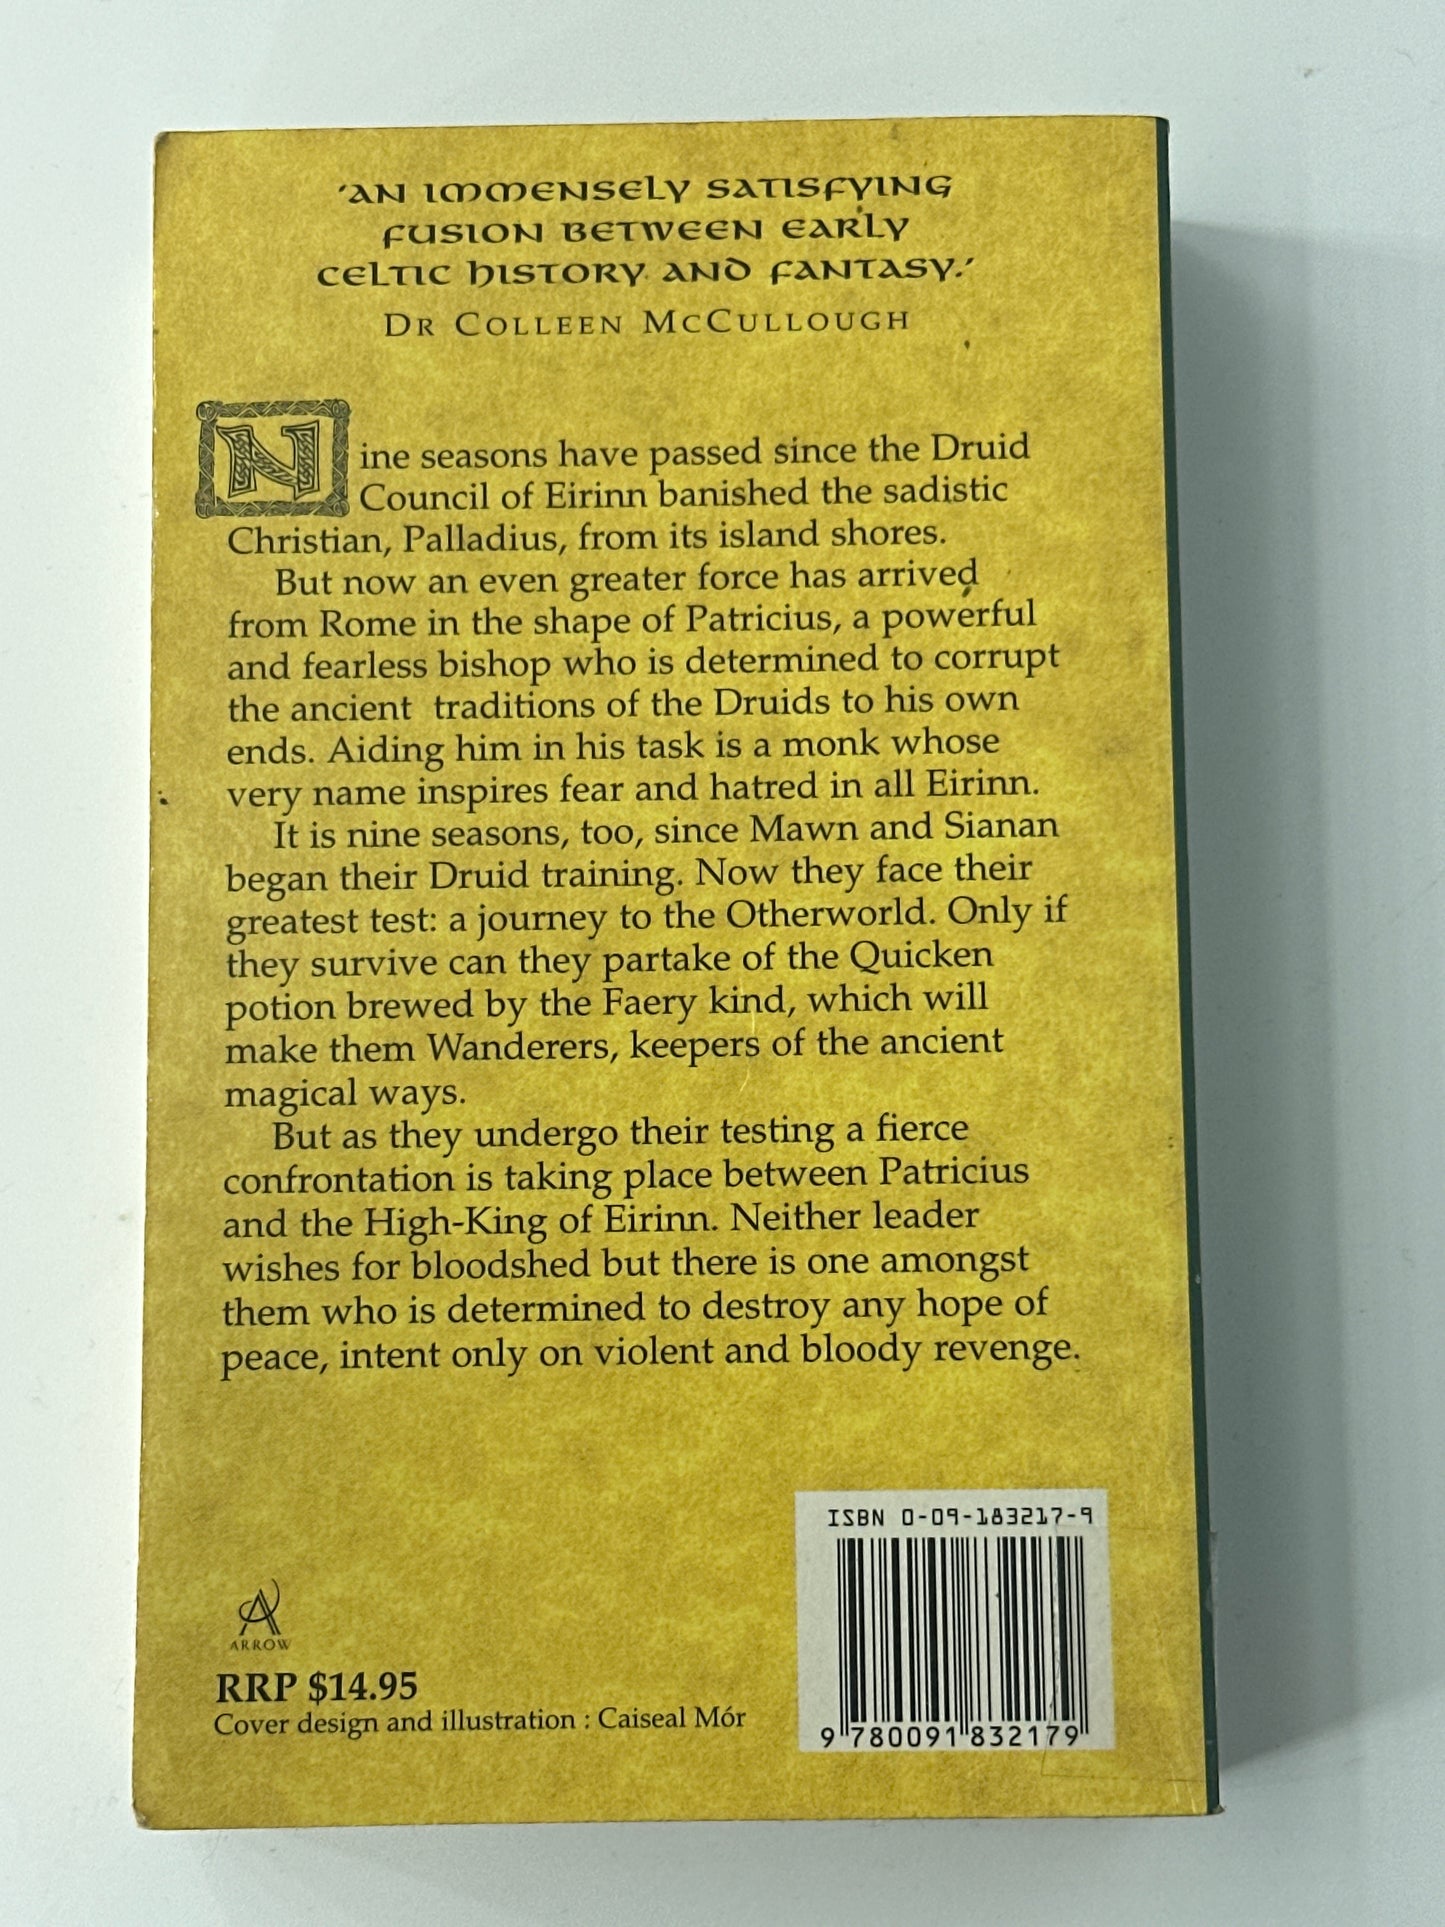 'AN IMMENSELY SATISFYING
FUSION BETWEEN EARLY
CELTIC HISTORY AND FANTASY.'
DR COLLEEN MCCULLOUGH
Nine seasons have passed since the Druid
Council of Eirinn banished the sadistic
Christian, Palladius, from its island shores.
But now an even greater force has arrived
from Rome in the shape of Patricius, a powerful
and fearless bishop who is determined to corrupt
the ancient traditions of the Druids to his own
ends. Aiding him in his task is a monk whose
very name inspires fear and hatred in all Eirinn.
It is nine seasons, too, since Mawn and Sianan
began their Druid training. Now they face their
greatest test: a journey to the Otherworld. Only if
they survive can they partake of the Quicken
potion brewed by the Faery kind, which will
make them Wanderers, keepers of the ancient
magical ways.
But as they undergo their testing a fierce
confrontation is taking place between Patricius
and the High-King of Eirinn. Neither leader
wishes for bloodshed but there is one amongst
them who is determined to destroy any hope of
peace, intent only on violent and bloody revenge.
ISBN 0-09-183217-9
9 780091 832179
ARROW
RRP $14.95
Cover design and illustration : Caiseal Mór